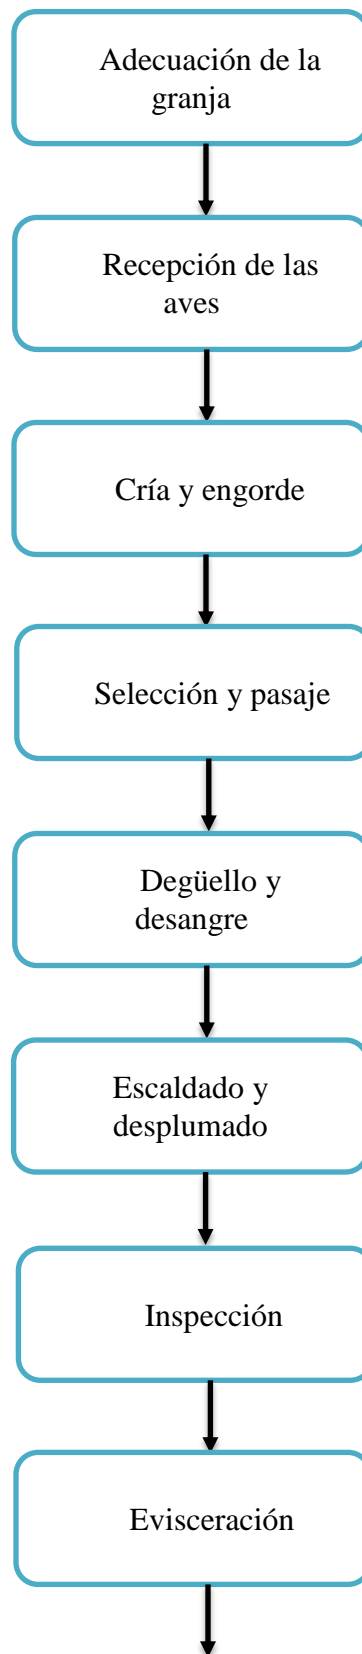 Adecuación de la
granja
Recepción de las
aves
Cría y engorde
Selección y pasaje
Degüello y
desangre
Escaldado y
desplumado
Inspección
Evisceración